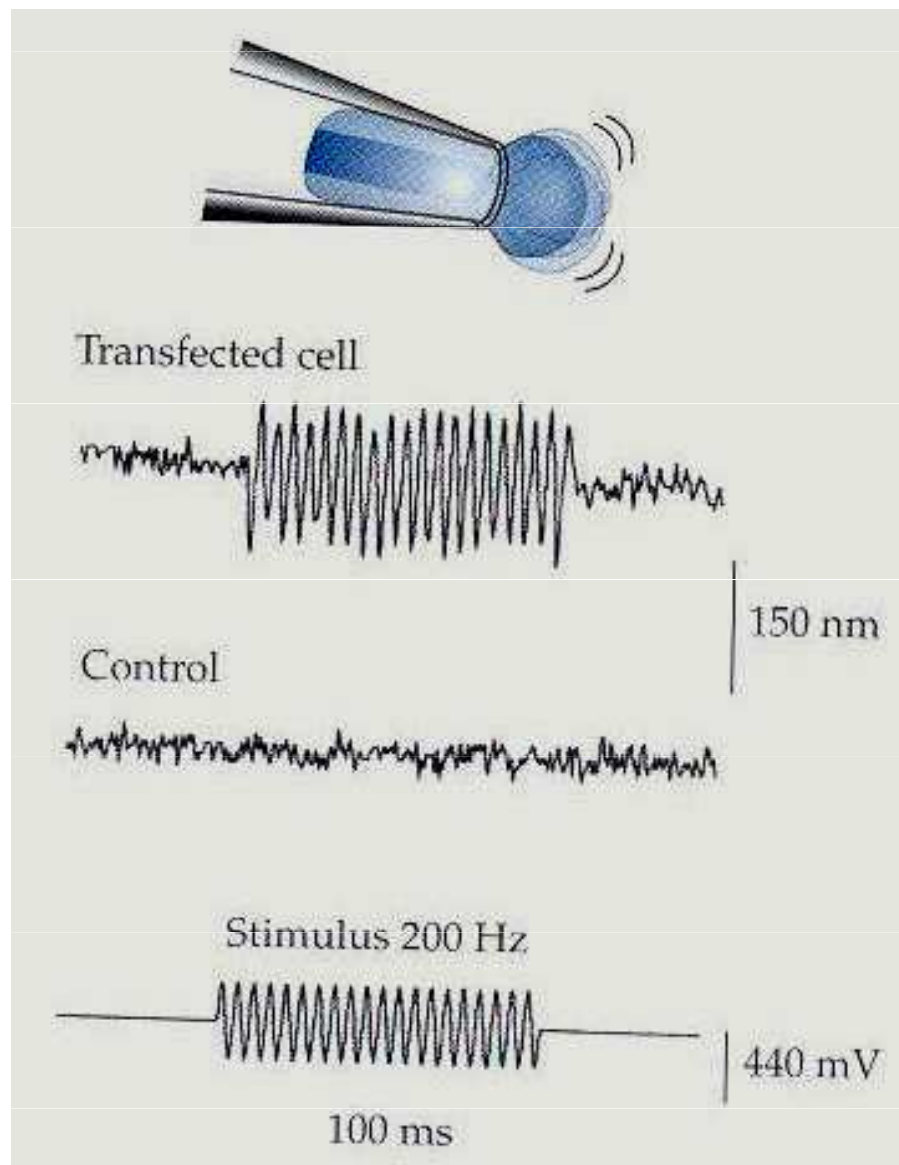 Transfected cell
150 nm
Control
Stimulus 200 Hz
440 mV
100 ms